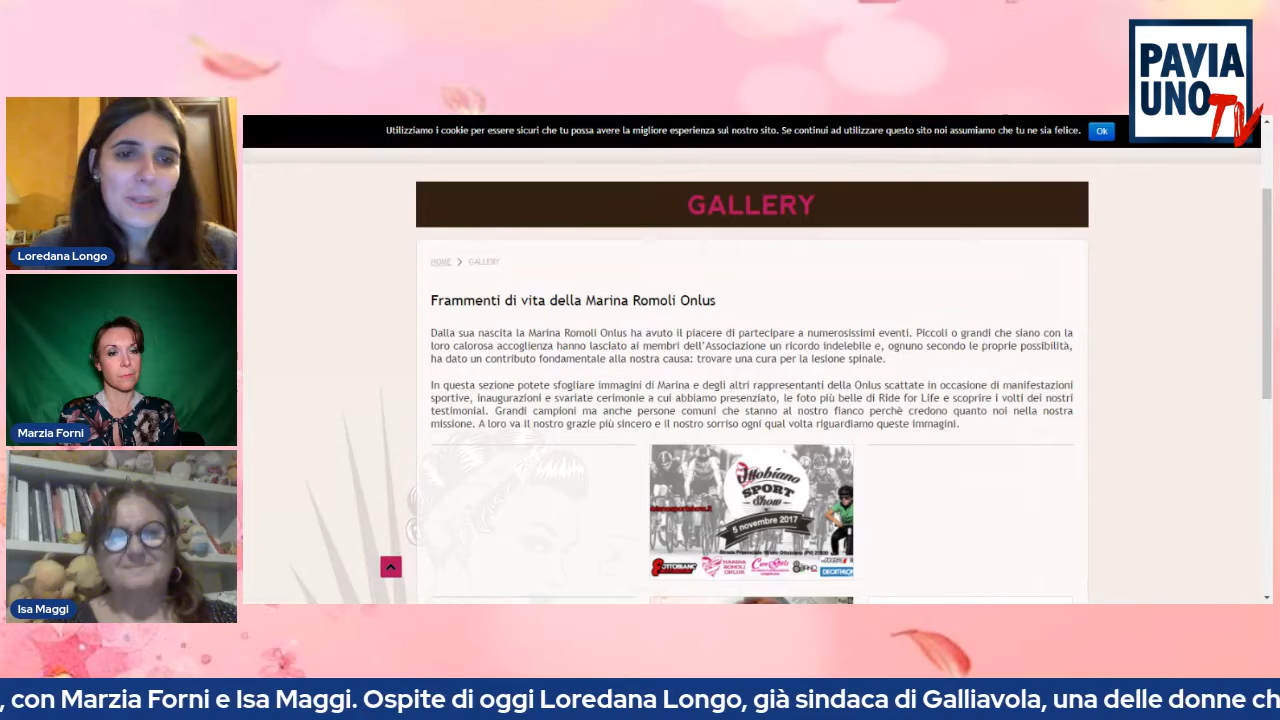 PAVIA
UNO
TV
Utilizziamo i cookie per essere sicuri che tu possa avere la migliore esperienza sul nostro sito. Se continui ad utilizzare questo sito noi assumiamo che tu ne sia felice. Ok
GALLERY
HOME > GALLERY
Frammenti di vita della Marina Romoli Onlus
Dalla sua nascita la Marina Romoli Onlus ha avuto il piacere di partecipare a numerosissimi eventi. Piccoli o grandi che siano con la
loro calorosa accoglienza hanno lasciato ai membri dell'Associazione un ricordo indelebile e, ognuno secondo le proprie possibilità,
ha dato un contributo fondamentale alla nostra causa: trovare una cura per la lesione spinale.
In questa sezione potete sfogliare immagini di Marina e degli altri rappresentanti della Onlus scattate in occasione di manifestazioni
sportive, inaugurazioni e svariate cerimonie a cui abbiamo presenziato, le foto più belle di Ride for Life e scoprire i volti dei nostri
testimonial. Grandi campioni ma anche persone comuni che stanno al nostro fianco perchè credono quanto noi nella nostra
missione. A loro va il nostro grazie più sincero e il nostro sorriso ogni qual volta riguardiamo queste immagini.
Ottobiano
SPORT
Show
5 novembre 2017
OTTOBIANO
MARINA
ROMOLI
ONLUS
DECATHLON
Loredana Longo
Marzia Forni
Isa Maggi
, con Marzia Forni e Isa Maggi. Ospite di oggi Loredana Longo, già sindaca di Galliavola, una delle donne ch